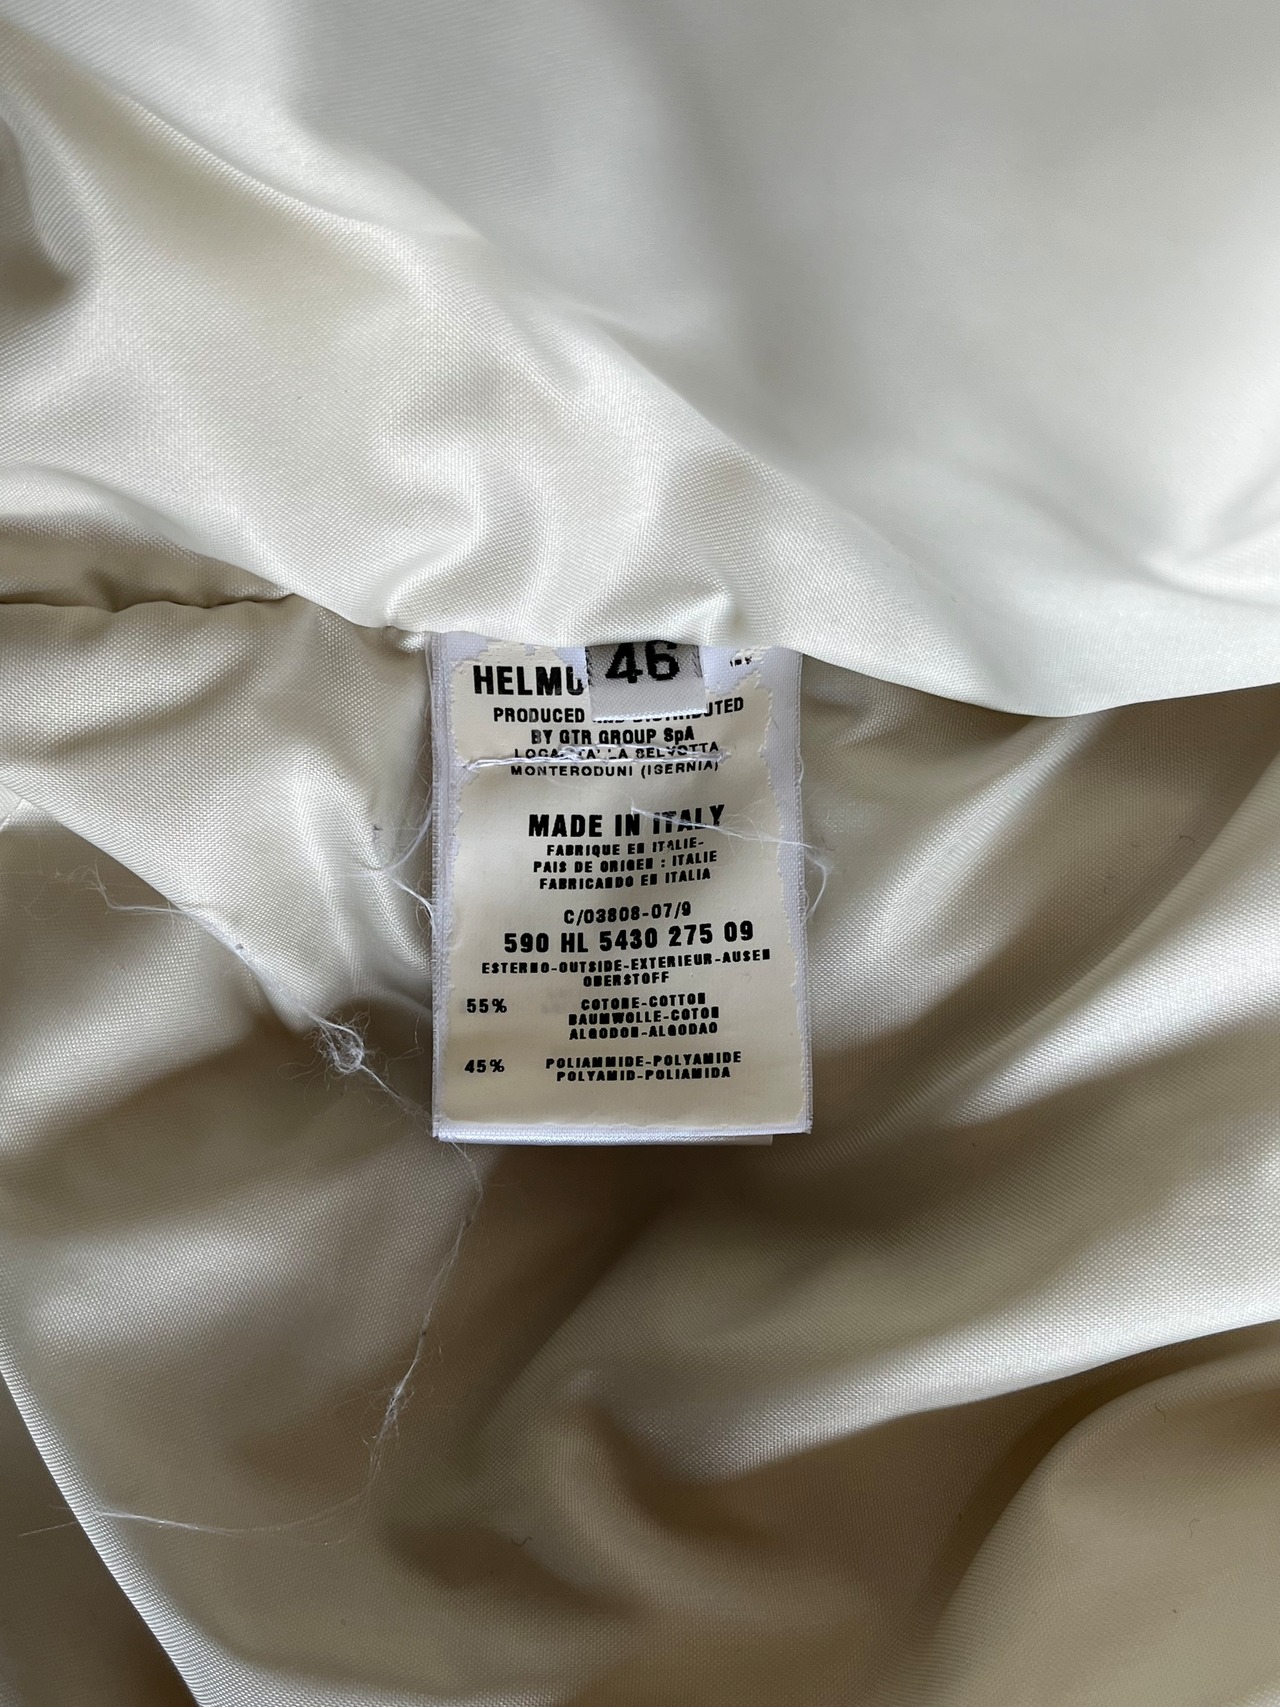 46
HELMU
PRODUCED AND DISTRIBUTED
BY GTR GROUP SpA
LOCALITA' LA SELVOTTA
MONTERODUNI (ISERNIA)
MADE IN ITALY
FABRIQUE EN ITALIE-
PAIS DE ORIGEN : ITALIE
FABRICANDO EN ITALIA
C/03808-07/9
590 HL 5430 275 09
ESTERNO-OUTSIDE-EXTERIEUR-AUSEN
OBERSTOFF
55% COTONE-COTTON
BAUMWOLLE-COTON
ALGODON-ALGODAO
45% POLIAMMIDE-POLYAMIDE
POLYAMID-POLIAMIDA